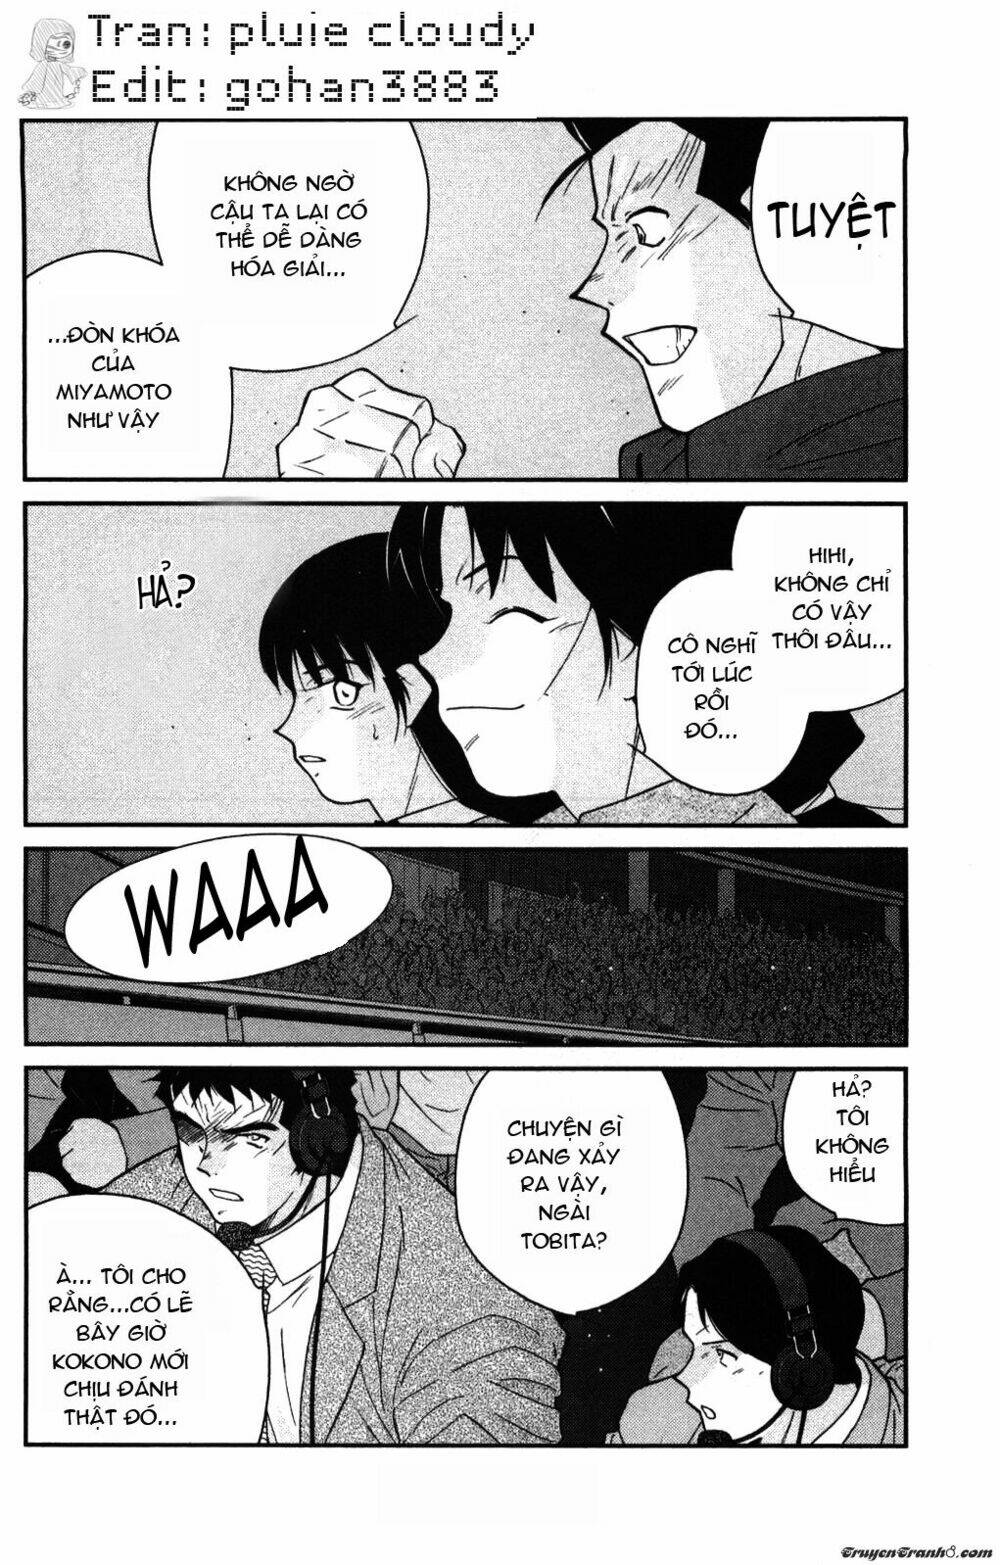 Tran: pluie cloudy
Edit: gohan3883
TUYỆT
KHÔNG NGỜ
CẬU TA LẠI CÓ
THỂ DỄ DÀNG
HÓA GIẢI...
...ĐÒN KHÓA
CỦA
MIYAMOTO
NHƯ VẬY
HIHI,
KHÔNG CHỈ
CÓ VẬY
THÔI ĐÂU...
CÔ NGHĨ
TỚI LÚC
RỒI
ĐÓ...
HẢ?
WAAA
HẢ?
TÔI
KHÔNG
HIỂU
CHUYỆN GÌ
ĐANG XẢY
RA VẬY,
NGÀI
TOBITA?
À... TÔI CHO
RẰNG...CÓ LẼ
BÂY GIỜ
KOKONO MỚI
CHỊU ĐÁNH
THẬT ĐÓ...
TruyenTranh8.com